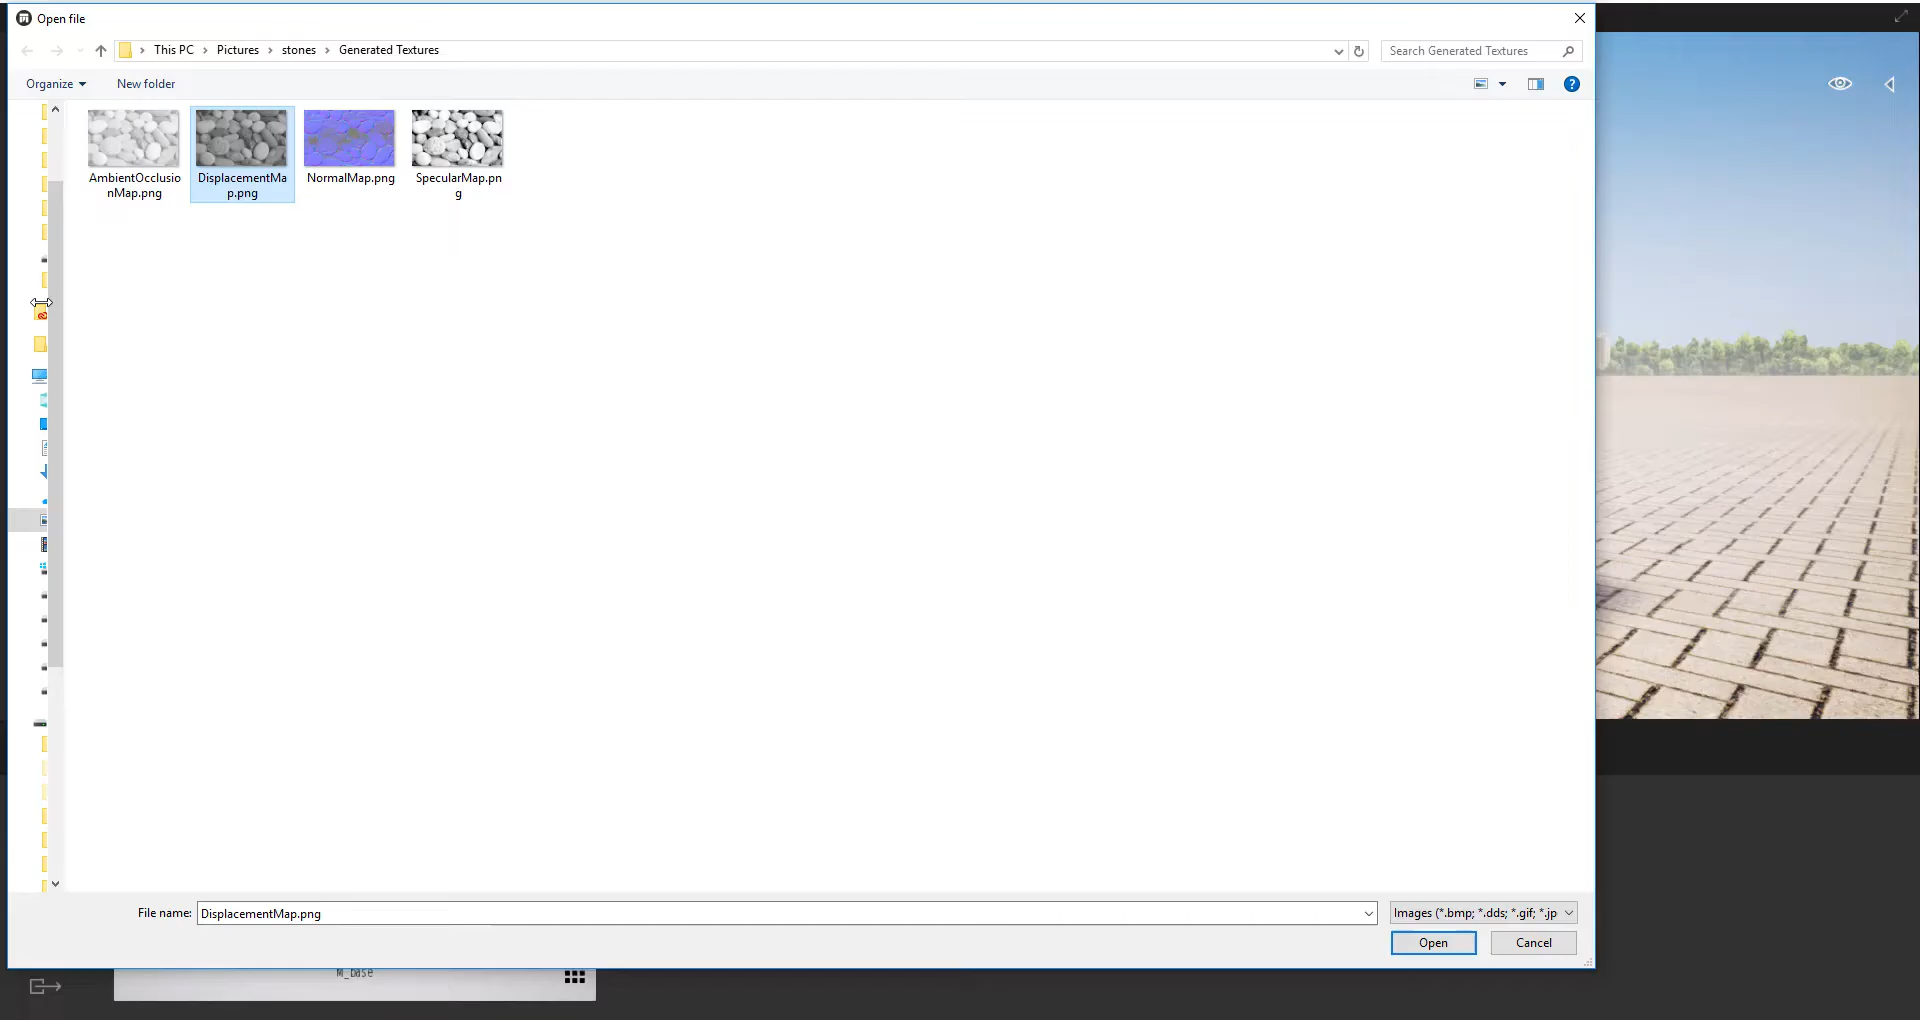 Open file
This PC > Pictures > stones > Generated Textures
Search Generated Textures
Organize
New folder
AmbientOcclusio
nMap.png
DisplacementMa
p.png
NormalMap.png
SpecularMap.pn
g
File name: DisplacementMap.png
Images (*.bmp; *.dds; *.gif; *.jp
Open
Cancel
M_base